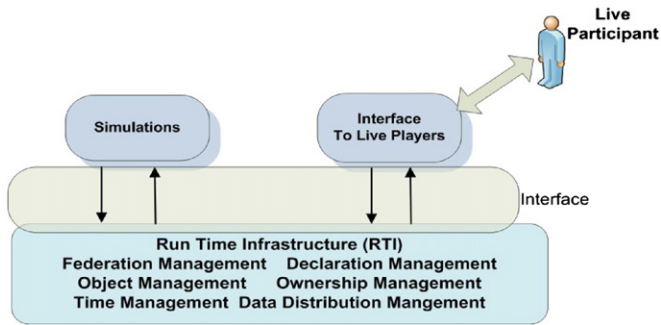 Live
Participant
Simulations
Interface
To Live Players
Interface
Run Time Infrastructure (RTI)
Federation Management Declaration Management
Object Management Ownership Management
Time Management Data Distribution Mangement